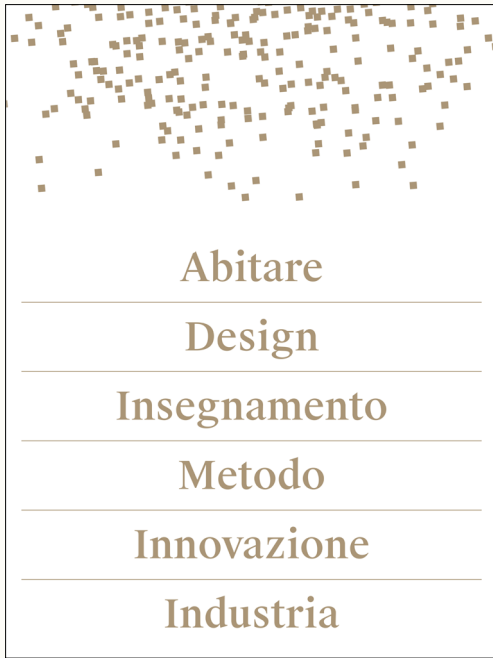 Abitare
Design
Insegnamento
Metodo
Innovazione
Industria